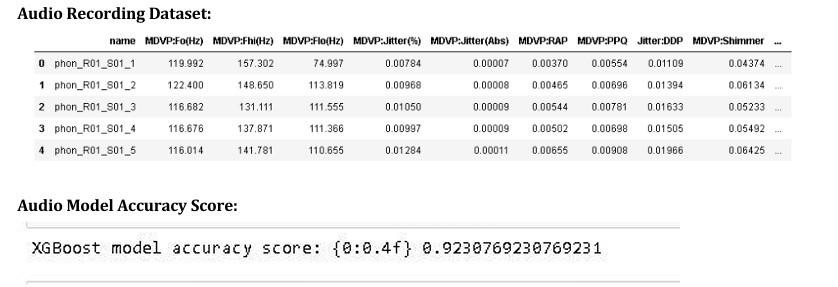 Audio Recording Dataset:
name MDVP:Fo(Hz) MDVP:Fhi(Hz) MDVP:Flo(Hz) MDVP:Jitter(%) MDVP:Jitter(Abs) MDVP:RAP MDVP:PPQ Jitter:DDP MDVP:Shimmer ...
0 phon_R01_S01_1 119.992 157.302 74.997 0.00784 0.00007 0.00370 0.00554 0.01109 0.04374 ...
1 phon_R01_S01_2 122.400 148.650 113.819 0.00968 0.00008 0.00465 0.00696 0.01394 0.06134 ...
2 phon_R01_S01_3 116.682 131.111 111.555 0.01050 0.00009 0.00544 0.00781 0.01633 0.05233 ...
3 phon_R01_S01_4 116.676 137.871 111.366 0.00997 0.00009 0.00502 0.00698 0.01505 0.05492 ...
4 phon_R01_S01_5 116.014 141.781 110.655 0.01284 0.00011 0.00655 0.00908 0.01966 0.06425 ...
Audio Model Accuracy Score:
XGBoost model accuracy score: {0:0.4f} 0.9230769230769231